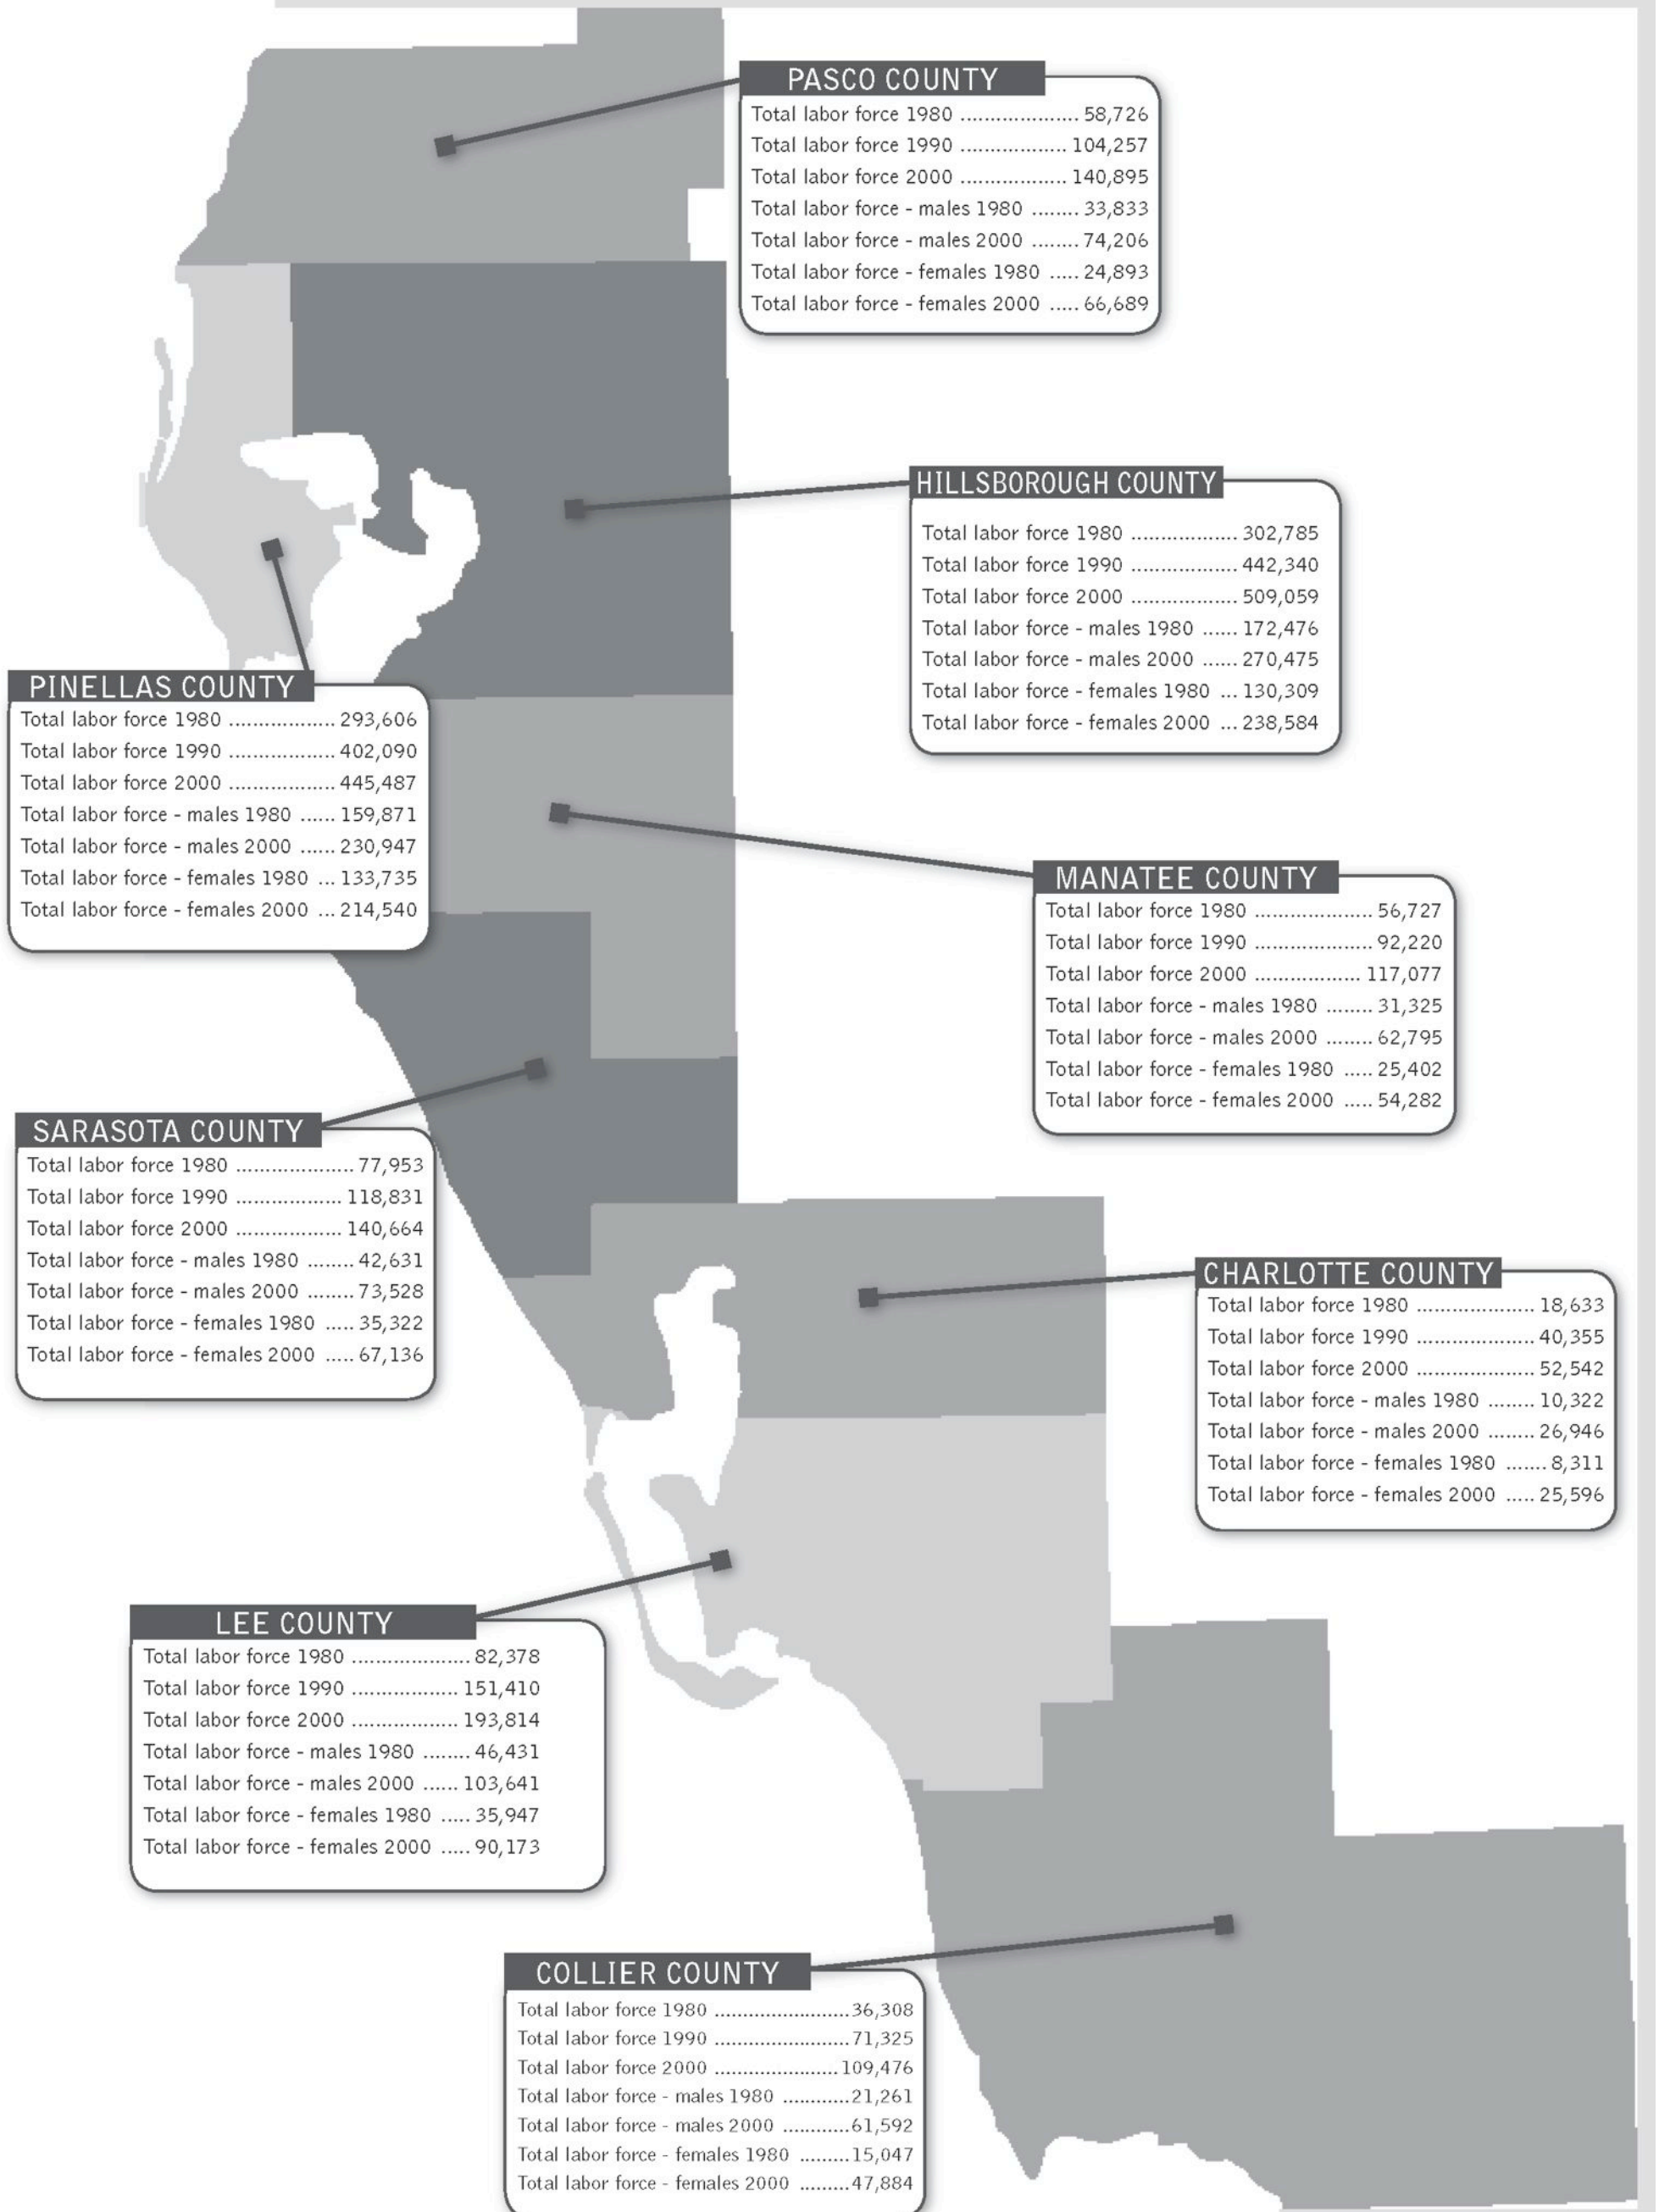 PASCO COUNTY
Total labor force 1980 .................... 58,726
Total labor force 1990 .................. 104,257
Total labor force 2000 .................. 140,895
Total labor force - males 1980 ........ 33,833
Total labor force - males 2000 ........ 74,206
Total labor force - females 1980 ..... 24,893
Total labor force - females 2000 ..... 66,689
HILLSBOROUGH COUNTY
Total labor force 1980 .................. 302,785
Total labor force 1990 .................. 442,340
Total labor force 2000 .................. 509,059
Total labor force - males 1980 ...... 172,476
Total labor force - males 2000 ...... 270,475
Total labor force - females 1980 ... 130,309
Total labor force - females 2000 ... 238,584
PINELLAS COUNTY
Total labor force 1980 .................. 293,606
Total labor force 1990 .................. 402,090
Total labor force 2000 .................. 445,487
Total labor force - males 1980 ...... 159,871
Total labor force - males 2000 ...... 230,947
Total labor force - females 1980 ... 133,735
Total labor force - females 2000 ... 214,540
MANATEE COUNTY
Total labor force 1980 .................... 56,727
Total labor force 1990 .................... 92,220
Total labor force 2000 .................. 117,077
Total labor force - males 1980 ........ 31,325
Total labor force - males 2000 ........ 62,795
Total labor force - females 1980 ..... 25,402
Total labor force - females 2000 ..... 54,282
SARASOTA COUNTY
Total labor force 1980 .................... 77,953
Total labor force 1990 .................. 118,831
Total labor force 2000 .................. 140,664
Total labor force - males 1980 ........ 42,631
Total labor force - males 2000 ........ 73,528
Total labor force - females 1980 ..... 35,322
Total labor force - females 2000 ..... 67,136
CHARLOTTE COUNTY
Total labor force 1980 .................... 18,633
Total labor force 1990 .................... 40,355
Total labor force 2000 .................... 52,542
Total labor force - males 1980 ........ 10,322
Total labor force - males 2000 ........ 26,946
Total labor force - females 1980 ....... 8,311
Total labor force - females 2000 ..... 25,596
LEE COUNTY
Total labor force 1980 .................... 82,378
Total labor force 1990 .................. 151,410
Total labor force 2000 .................. 193,814
Total labor force - males 1980 ........ 46,431
Total labor force - males 2000 ...... 103,641
Total labor force - females 1980 ..... 35,947
Total labor force - females 2000 ..... 90,173
COLLIER COUNTY
Total labor force 1980 .......................36,308
Total labor force 1990 .......................71,325
Total labor force 2000 .....................109,476
Total labor force - males 1980 ...........21,261
Total labor force - males 2000 ...........61,592
Total labor force - females 1980 .........15,047
Total labor force - females 2000 .........47,884